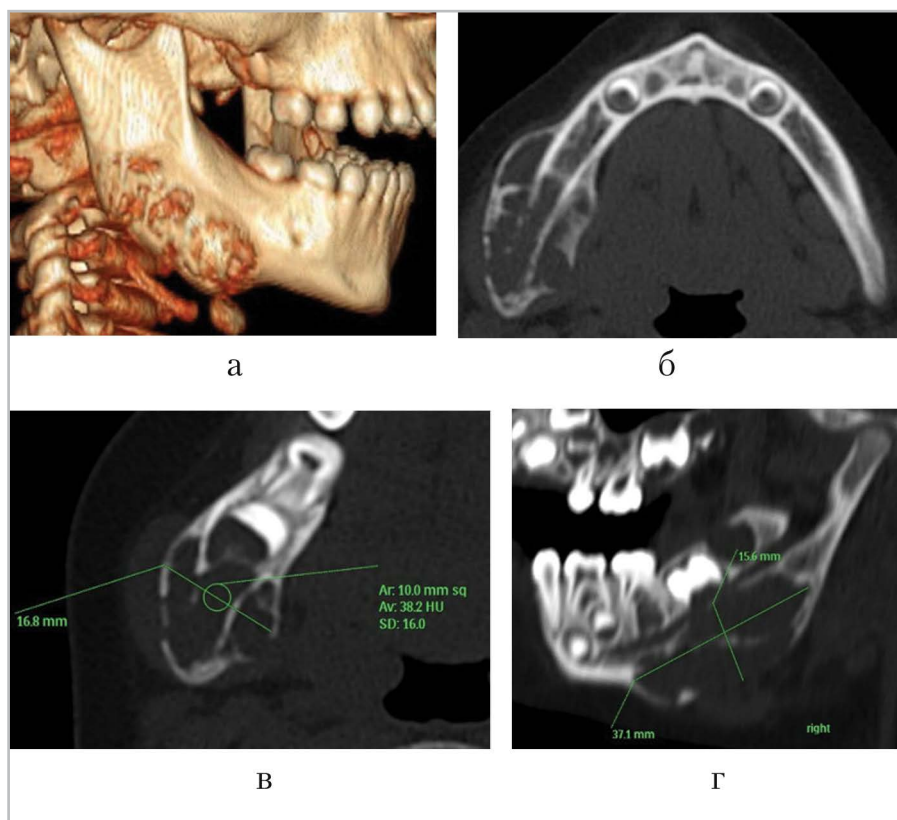 а
б
16.8 mm
Ar: 10.0 mm sq
Av: 38.2 HU
SD: 16.0
15.6 mm
37.1 mm
right
в
г